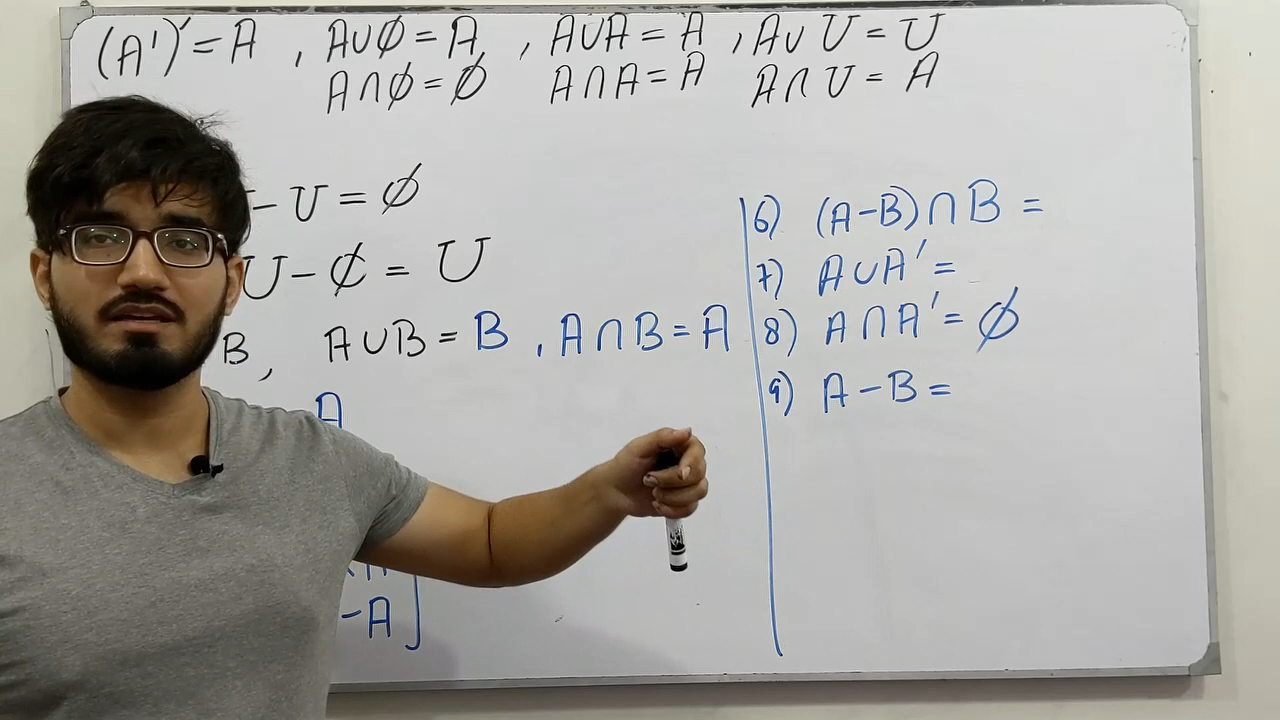 (A')' = A , A∪∅ = A , A∪A = A , A∪U = U
A∩∅ = ∅ A∩A = A A∩U = A
- U = ∅
U - ∅ = U
B, A∪B = B , A∩B = A
A
-A ]
6) (A-B)∩B =
7) A∪A' =
8) A∩A' = ∅
9) A-B =